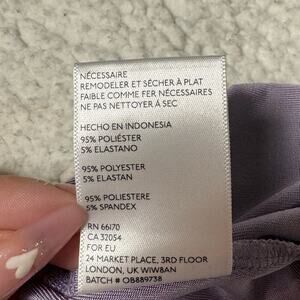 NÉCESSAIRE
REMODELER ET SÉCHER À PLAT
FAIBLE COMME FER NÉCESSAIRES
NE PAS NETTOYER À SEC
HECHO EN INDONESIA
95% POLIÉSTER
5% ELASTANO
95% POLYESTER
5% ELASTAN
95% POLIESTERE
5% SPANDEX
RN 66170
CA 32054
FOR EU
24 MARKET PLACE, 3RD FLOOR
LONDON, UK WIW8AN
BATCH # OB889738